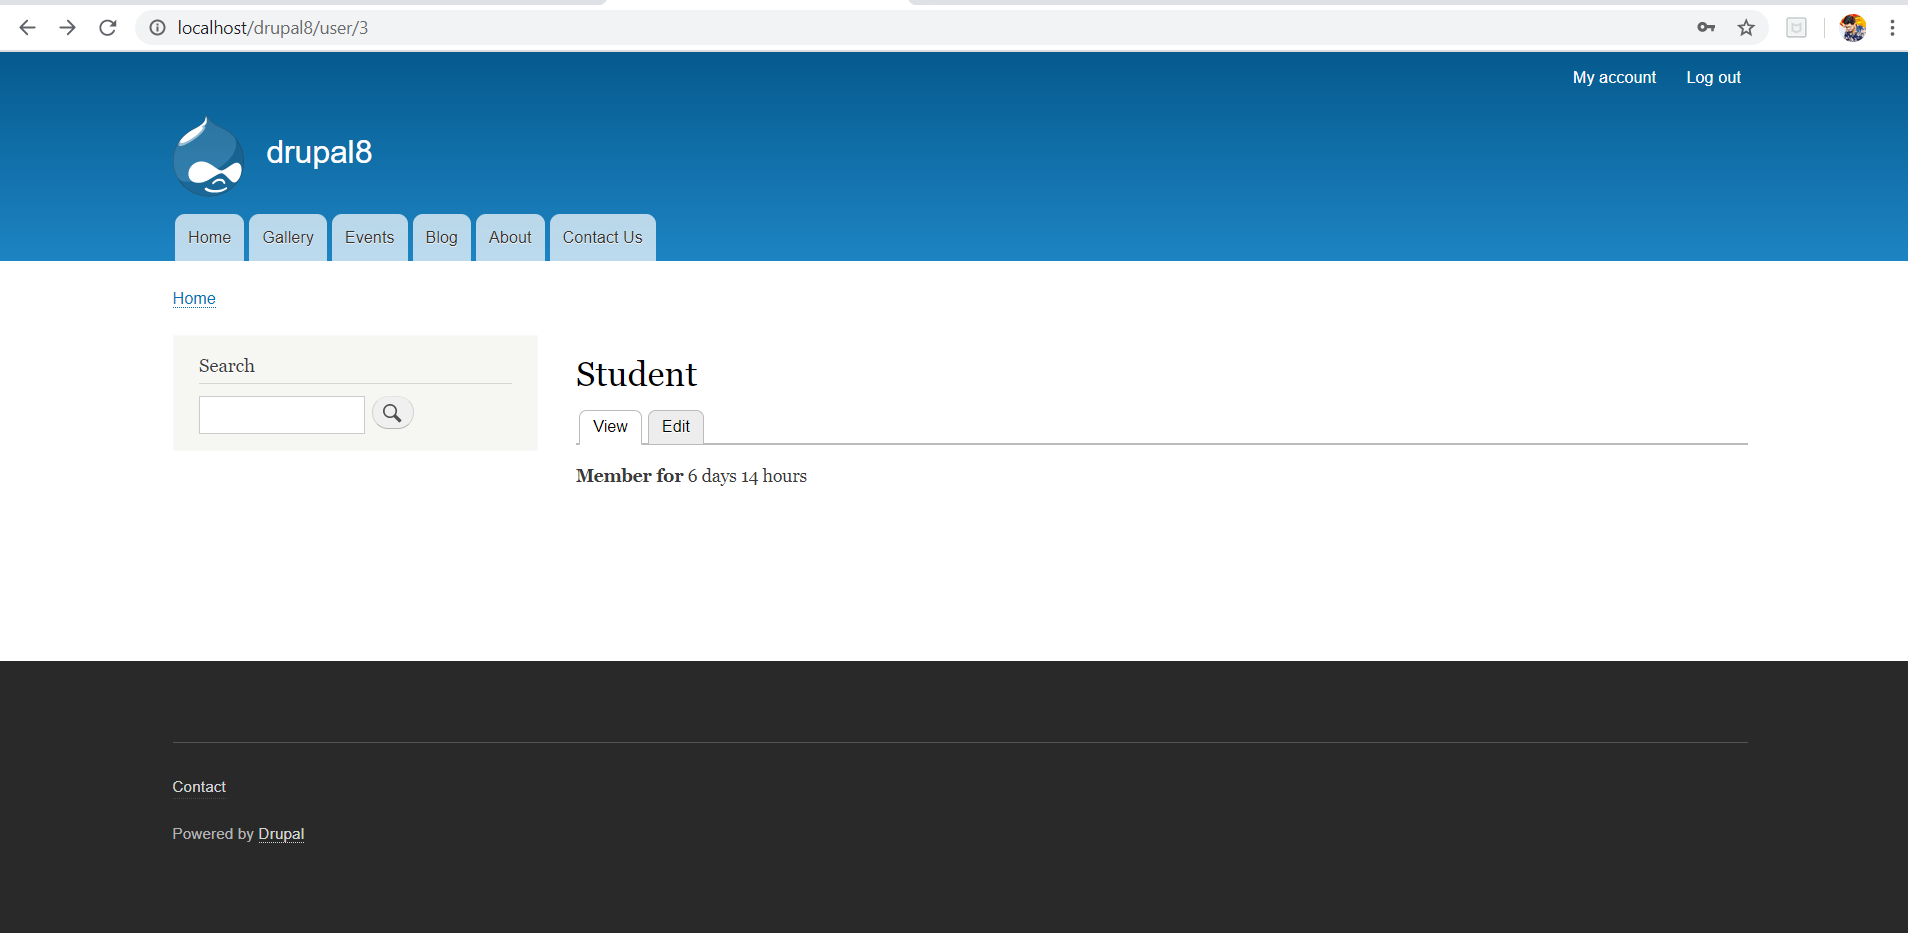 localhost/drupal8/user/3
My account Log out
drupal8
Home Gallery Events Blog About Contact Us
Home
Search
Student
View Edit
Member for 6 days 14 hours
Contact
Powered by Drupal